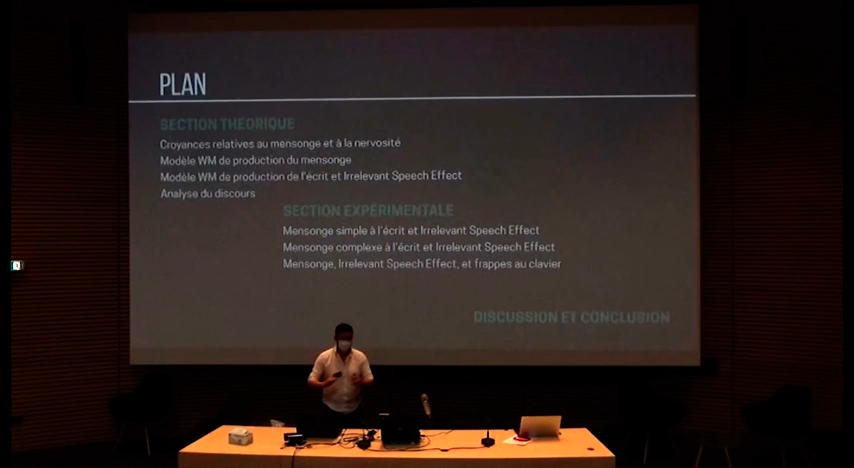 PLAN
SECTION THÉORIQUE
Croyances relatives au mensonge et à la nervosité
Modèle WM de production du mensonge
Modèle WM de production de l'écrit et Irrelevant Speech Effect
Analyse du discours
SECTION EXPÉRIMENTALE
Mensonge simple à l'écrit et Irrelevant Speech Effect
Mensonge complexe à l'écrit et Irrelevant Speech Effect
Mensonge, Irrelevant Speech Effect, et frappes au clavier
DISCUSSION ET CONCLUSION